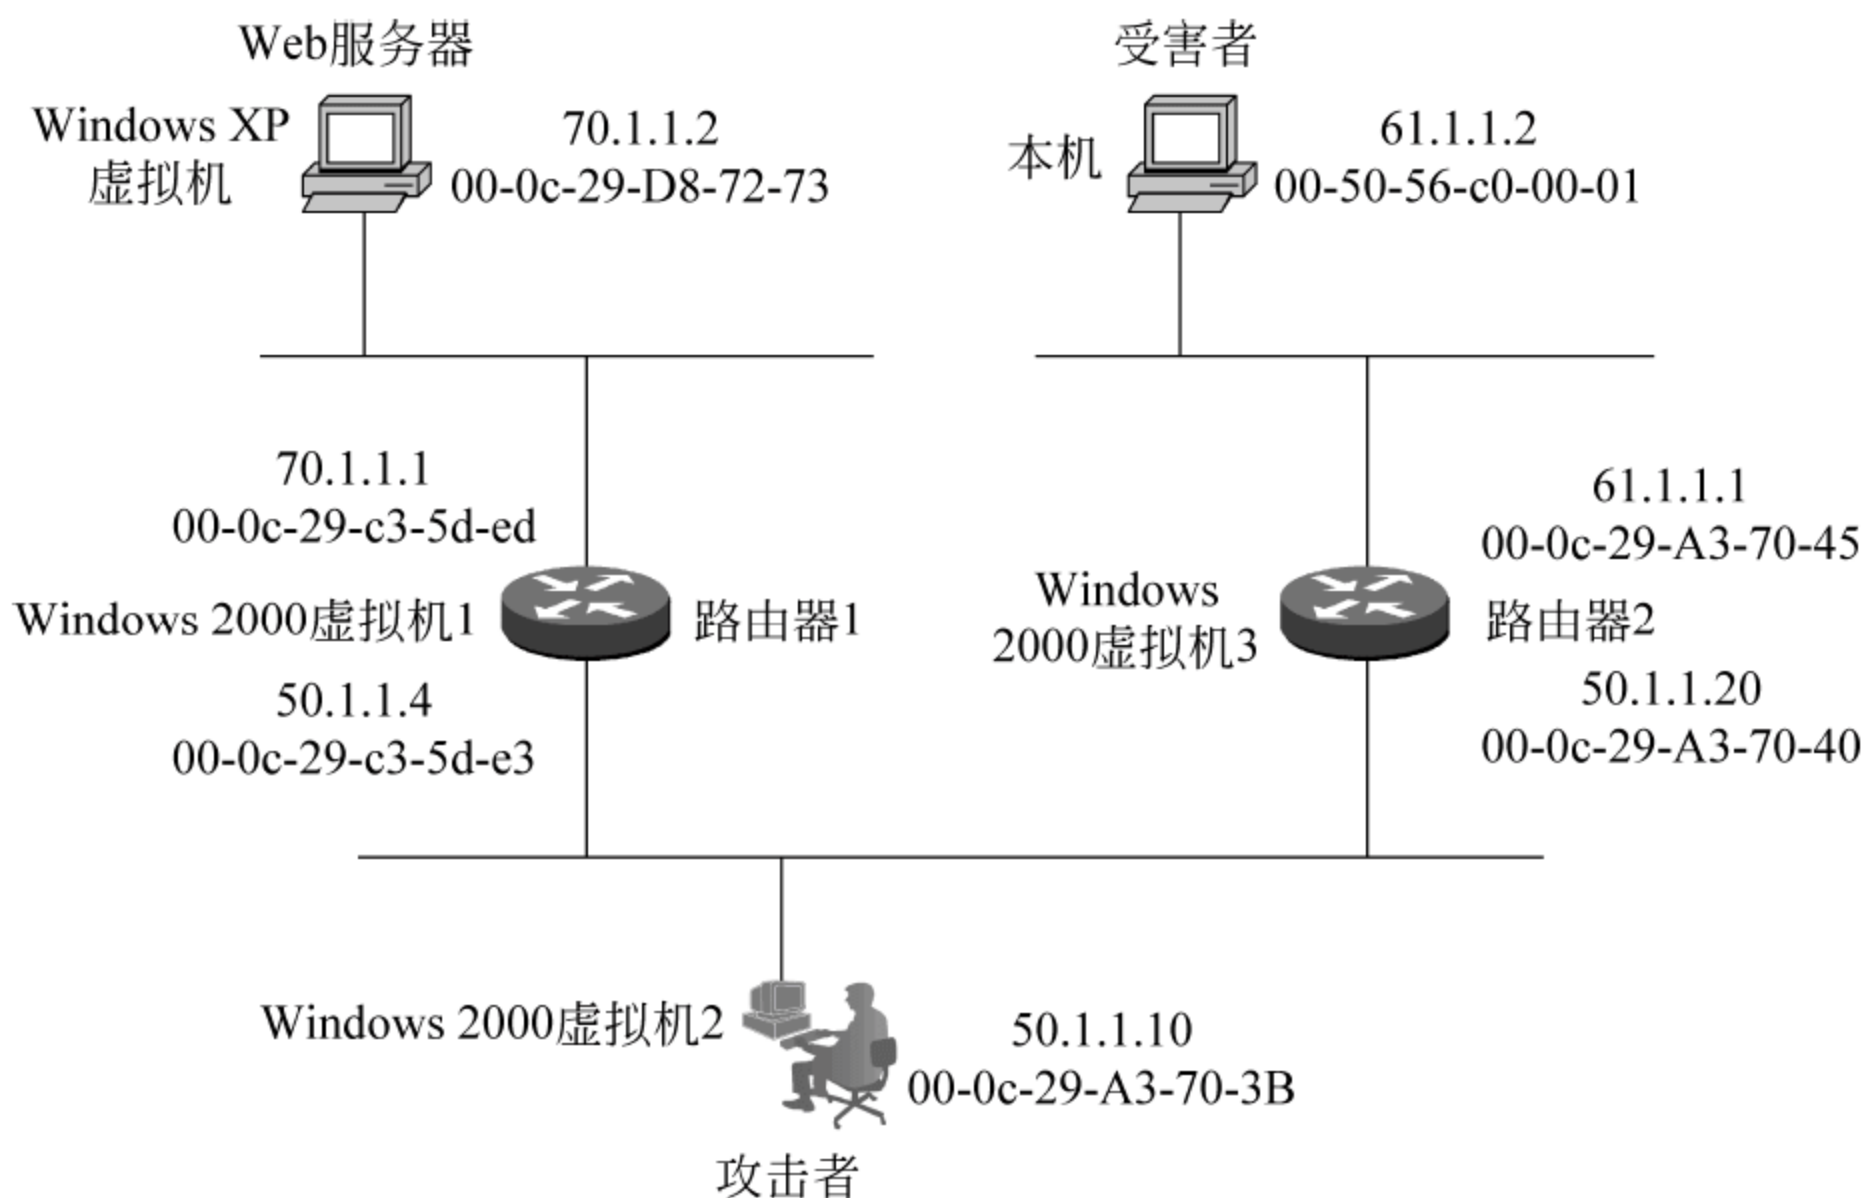 Web服务器
Windows XP
虚拟机
70.1.1.2
00-0c-29-D8-72-73
受害者
本机
61.1.1.2
00-50-56-c0-00-01
70.1.1.1
00-0c-29-c3-5d-ed
Windows 2000虚拟机1
路由器1
50.1.1.4
00-0c-29-c3-5d-e3
61.1.1.1
00-0c-29-A3-70-45
Windows
2000虚拟机3
路由器2
50.1.1.20
00-0c-29-A3-70-40
Windows 2000虚拟机2
50.1.1.10
00-0c-29-A3-70-3B
攻击者